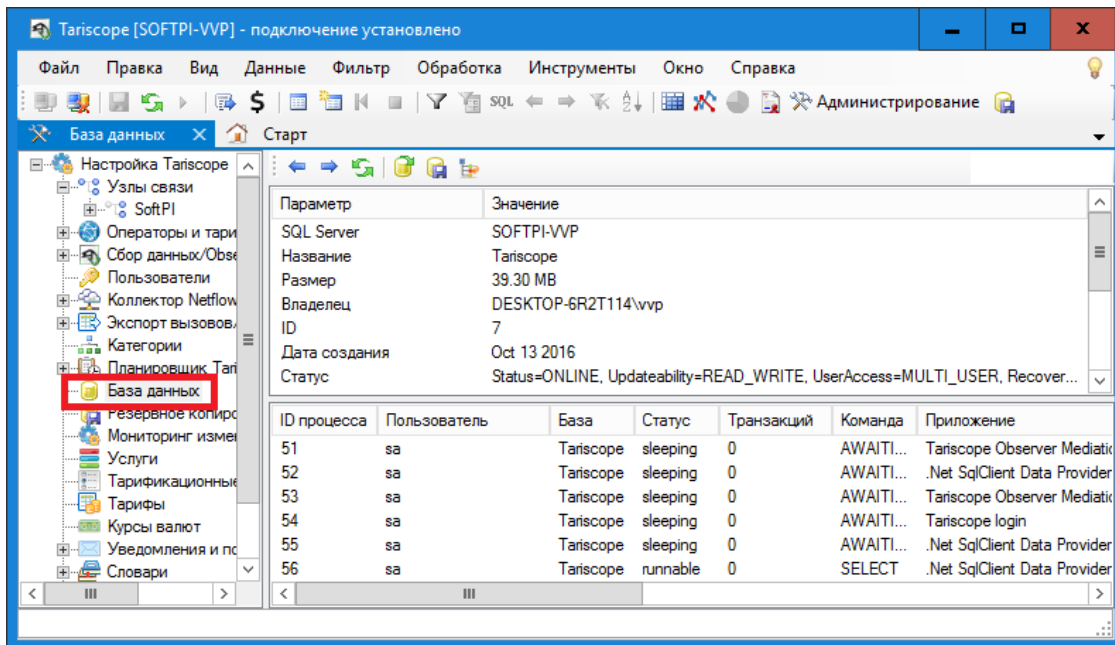 Tariscope [SOFTPI-VVP] - подключение установлено
Файл Правка Вид Данные Фильтр Обработка Инструменты Окно Справка
SQL Администрирование
База данных Старт
Настройка Tariscope
Узлы связи
SoftPI
Операторы и тари
Сбор данных/Obse
Пользователи
Коллектор Netflow
Экспорт вызовов
Категории
Планировщик Tari
База данных
Резервное копиро
Мониторинг измен
Услуги
Тарификационные
Тарифы
Курсы валют
Уведомления и по
Словари
Параметр Значение
SQL Server SOFTPI-VVP
Название Tariscope
Размер 39.30 MB
Владелец DESKTOP-6R2T114\vvp
ID 7
Дата создания Oct 13 2016
Статус Status=ONLINE, Updateability=READ_WRITE, UserAccess=MULTI_USER, Recover...
ID процесса Пользователь База Статус Транзакций Команда Приложение
51 sa Tariscope sleeping 0 AWAITI... Tariscope Observer Mediatic
52 sa Tariscope sleeping 0 AWAITI... .Net SqlClient Data Provider
53 sa Tariscope sleeping 0 AWAITI... Tariscope Observer Mediatic
54 sa Tariscope sleeping 0 AWAITI... Tariscope login
55 sa Tariscope sleeping 0 AWAITI... .Net SqlClient Data Provider
56 sa Tariscope runnable 0 SELECT .Net SqlClient Data Provider